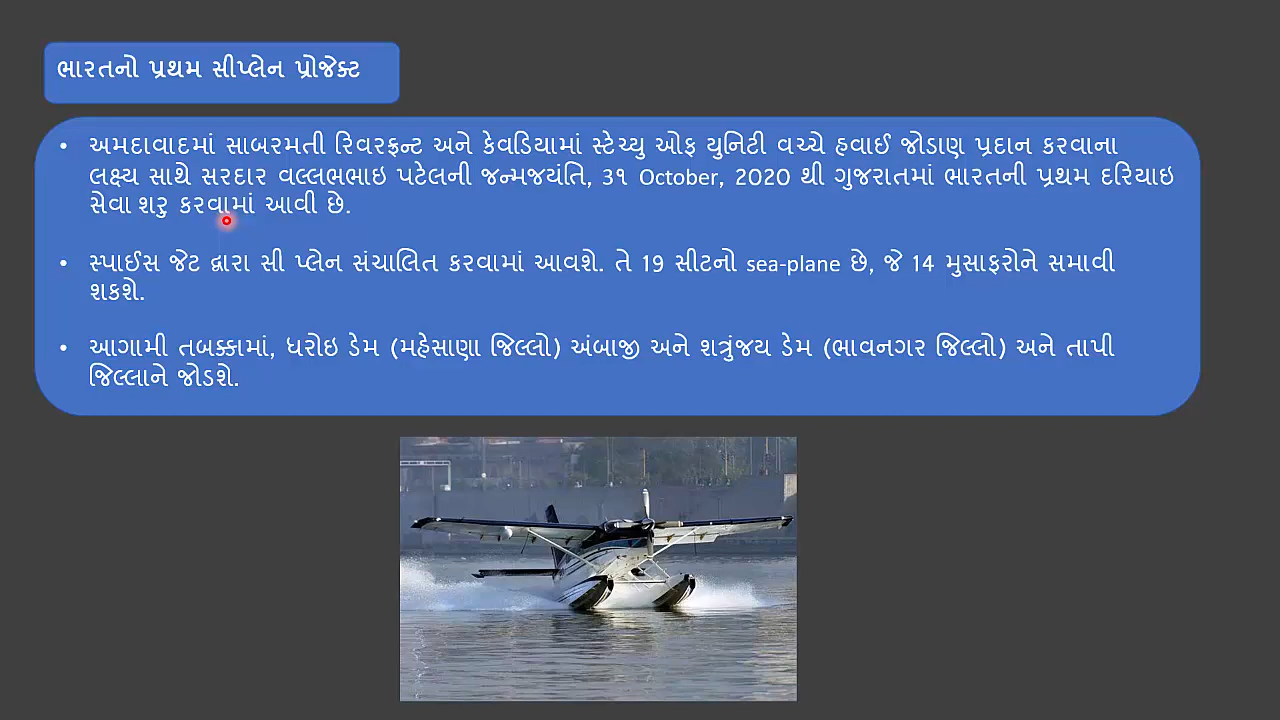 ભારતનો પ્રથમ સીપ્લેન પ્રોજેક્ટ
• અમદાવાદમાં સાબરમતી રિવરફ્રન્ટ અને કેવડિયામાં સ્ટેચ્યુ ઓફ યુનિટી વચ્ચે હવાઈ જોડાણ પ્રદાન કરવાના
લક્ષ્ય સાથે સરદાર વલ્લભભાઇ પટેલની જન્મજયંતિ, ૩૧ October, 2020 થી ગુજરાતમાં ભારતની પ્રથમ દરિયાઇ
સેવા શરુ કરવામાં આવી છે.
• સ્પાઈસ જેટ દ્વારા સી પ્લેન સંચાલિત કરવામાં આવશે. તે 19 સીટનો sea-plane છે, જે 14 મુસાફરોને સમાવી
શકશે.
• આગામી તબક્કામાં, ધરોઇ ડેમ (મહેસાણા જિલ્લો) અંબાજી અને શત્રુંજય ડેમ (ભાવનગર જિલ્લો) અને તાપી
જિલ્લાને જોડશે.